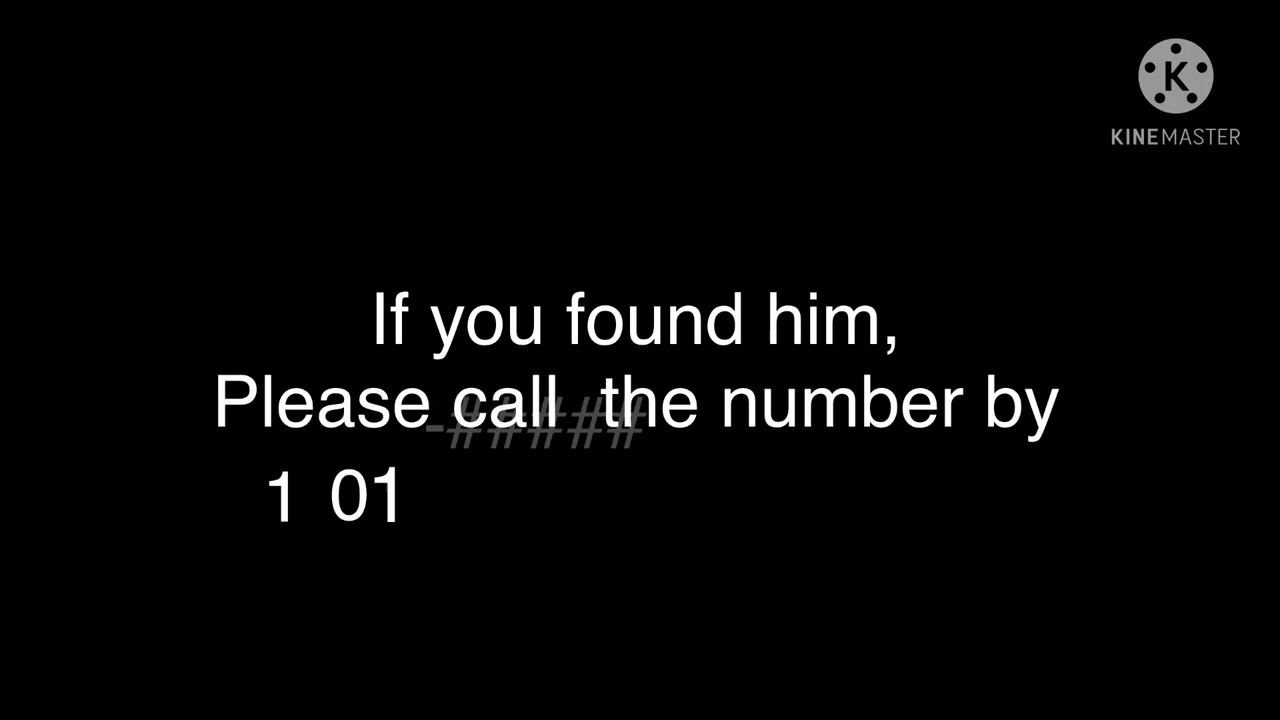 KINEMASTER
If you found him,
Please call the number by
-#####
1 01